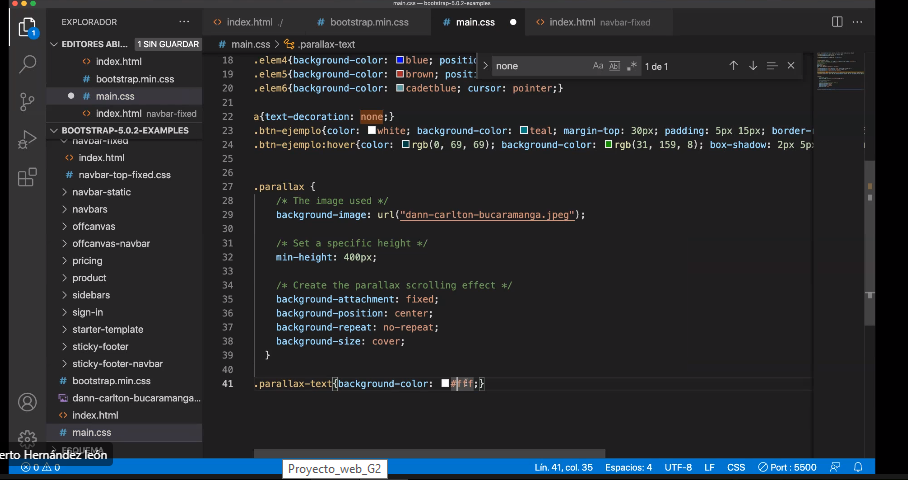 main.css — bootstrap-5.0.2-examples
1
EXPLORADOR
EDITORES ABI...
1 SIN GUARDAR
index.html
bootstrap.min.css
main.css
index.html navbar-fixed
BOOTSTRAP-5.0.2-EXAMPLES
navbar-fixed
index.html
navbar-top-fixed.css
navbar-static
navbars
offcanvas
offcanvas-navbar
pricing
product
sidebars
sign-in
starter-template
sticky-footer
sticky-footer-navbar
bootstrap.min.css
dann-carlton-bucaramanga...
index.html
main.css
ESQUEMA
index.html ./
bootstrap.min.css
main.css
index.html navbar-fixed
main.css > .parallax-text
none
Aa
1 de 1
18 .elem4{background-color: blue; positio
19 .elem5{background-color: brown; positi
20 .elem6{background-color: cadetblue; cursor: pointer;}
21
22 a{text-decoration: none;}
23 .btn-ejemplo{color: white; background-color: teal; margin-top: 30px; padding: 5px 15px; border-
24 .btn-ejemplo:hover{color: rgb(0, 69, 69); background-color: rgb(31, 159, 8); box-shadow: 2px 5px
25
26
27 .parallax {
28 /* The image used */
29 background-image: url("dann-carlton-bucaramanga.jpeg");
30
31 /* Set a specific height */
32 min-height: 400px;
33
34 /* Create the parallax scrolling effect */
35 background-attachment: fixed;
36 background-position: center;
37 background-repeat: no-repeat;
38 background-size: cover;
39 }
40
41 .parallax-text{background-color: #fff;}
erto Hernández león
0 0
Proyecto_web_G2
Lín. 41, col. 35
Espacios: 4
UTF-8
LF
CSS
Port : 5500